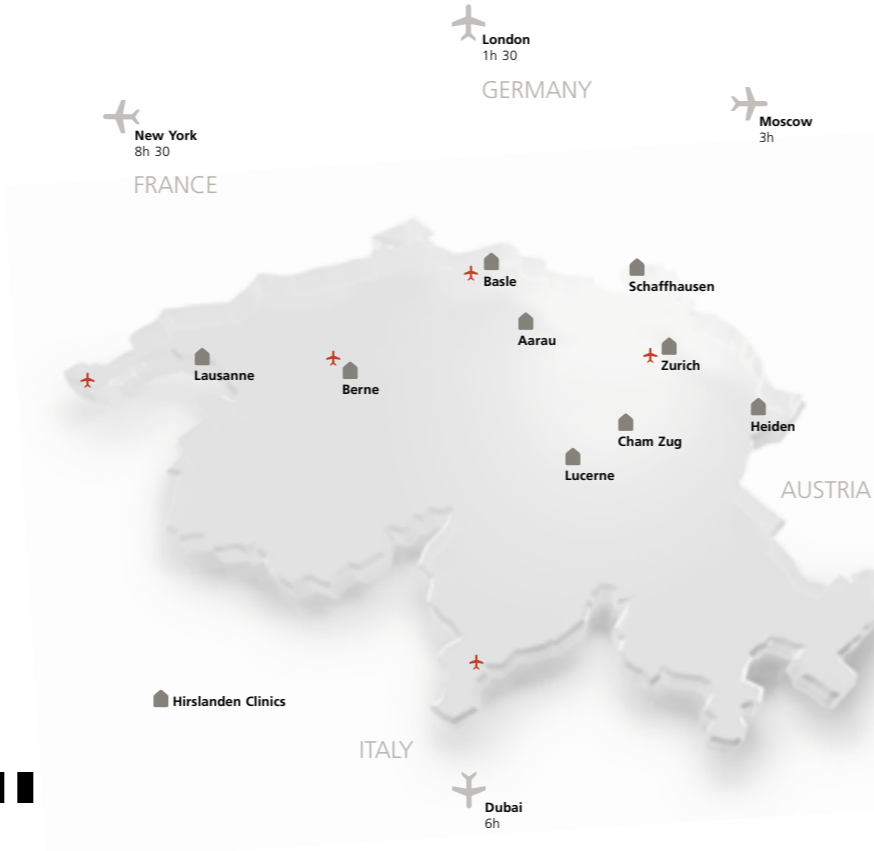 London
1h 30
GERMANY
New York
8h 30
Moscow
3h
FRANCE
Basle
Schaffhausen
Aarau
Zurich
Lausanne
Berne
Heiden
Cham Zug
Lucerne
AUSTRIA
Hirslanden Clinics
ITALY
Dubai
6h